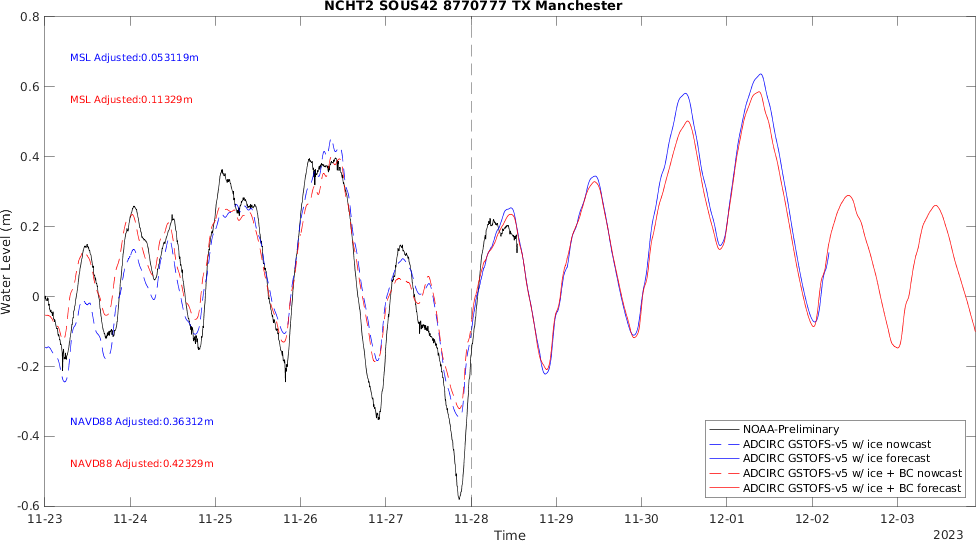 NCHT2 SOUS42 8770777 TX Manchester
0.8
0.6
0.4
0.2
0
-0.2
-0.4
-0.6
Water Level (m)
MSL Adjusted:0.053119m
MSL Adjusted:0.11329m
NAVD88 Adjusted:0.36312m
NAVD88 Adjusted:0.42329m
NOAA-Preliminary
ADCIRC GSTOFS-v5 w/ ice nowcast
ADCIRC GSTOFS-v5 w/ ice forecast
ADCIRC GSTOFS-v5 w/ ice + BC nowcast
ADCIRC GSTOFS-v5 w/ ice + BC forecast
11-23 11-24 11-25 11-26 11-27 11-28 11-29 11-30 12-01 12-02 12-03
Time
2023